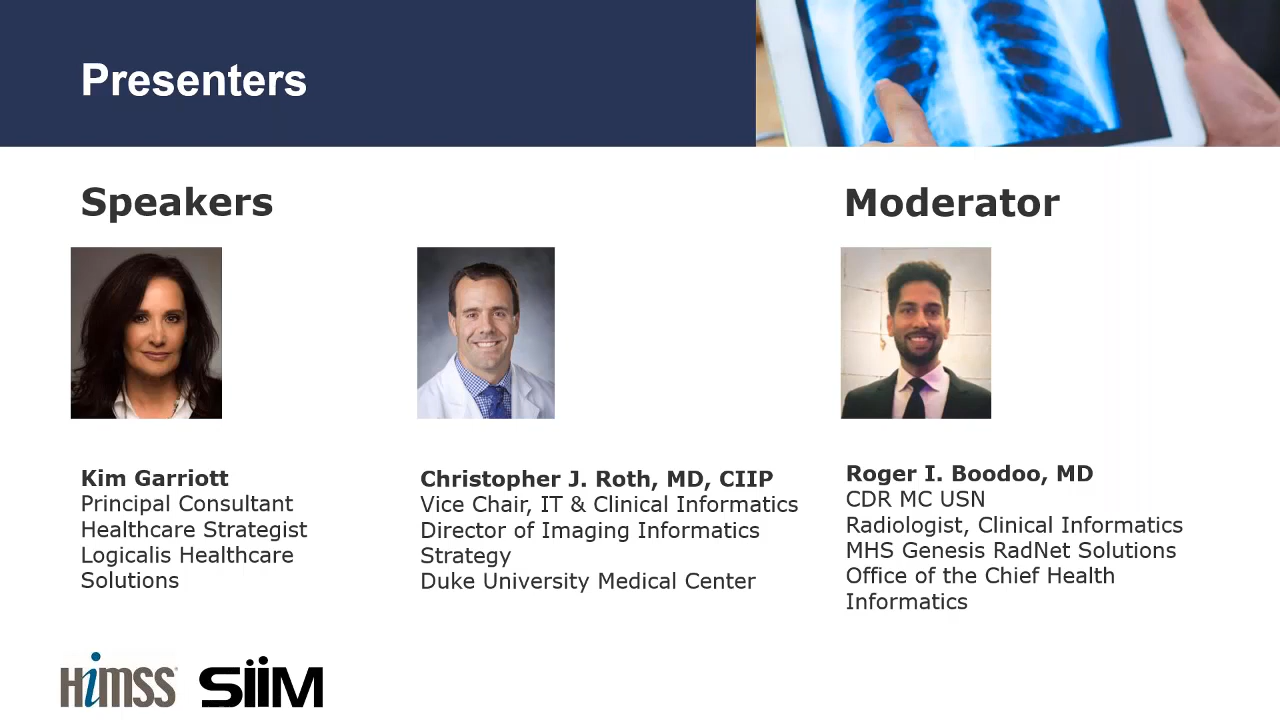 Presenters
Speakers
Moderator
Kim Garriott
Principal Consultant
Healthcare Strategist
Logicalis Healthcare
Solutions
Christopher J. Roth, MD, CIIP
Vice Chair, IT & Clinical Informatics
Director of Imaging Informatics
Strategy
Duke University Medical Center
Roger I. Boodoo, MD
CDR MC USN
Radiologist, Clinical Informatics
MHS Genesis RadNet Solutions
Office of the Chief Health
Informatics
HiMSS
SIIM